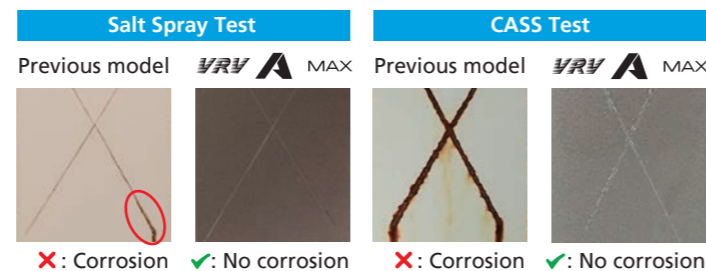 Salt Spray Test
Previous model VRV A MAX
✗: Corrosion ✔: No corrosion
CASS Test
Previous model VRV A MAX
✗: Corrosion ✔: No corrosion